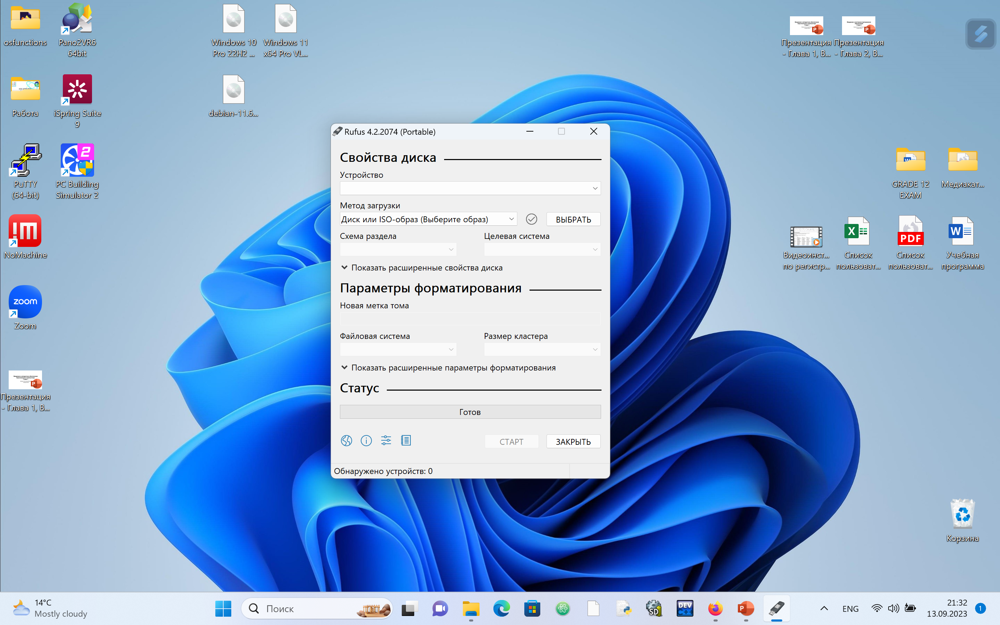 osfunctions
Pano2VR6
64bit
Windows 10
Pro 22H2 ...
Windows 11
x64 Pro VL...
Презентация
- Глава 1, В...
Презентация
- Глава 2, В...
Работа
iSpring Suite
9
debian-11.6...
PuTTY
(64-bit)
PC Building
Simulator 2
NoMachine
zoom
Zoom
Презентация
- Глава 1, В...
Rufus 4.2.2074 (Portable)
Свойства диска
Устройство
Метод загрузки
Диск или ISO-образ (Выберите образ)
ВЫБРАТЬ
Схема раздела
Целевая система
Показать расширенные свойства диска
Параметры форматирования
Новая метка тома
Файловая система
Размер кластера
Показать расширенные параметры форматирования
Статус
Готов
СТАРТ
ЗАКРЫТЬ
Обнаружено устройств: 0
GRADE 12
EXAM
Медиакат...
PDF
Видеоинст...
по регистр...
Список
пользоват...
Список
пользоват...
Учебная
программа
Корзина
14°C
Mostly cloudy
Поиск
SD
DEV
C++
ENG
21:32
13.09.2023
1